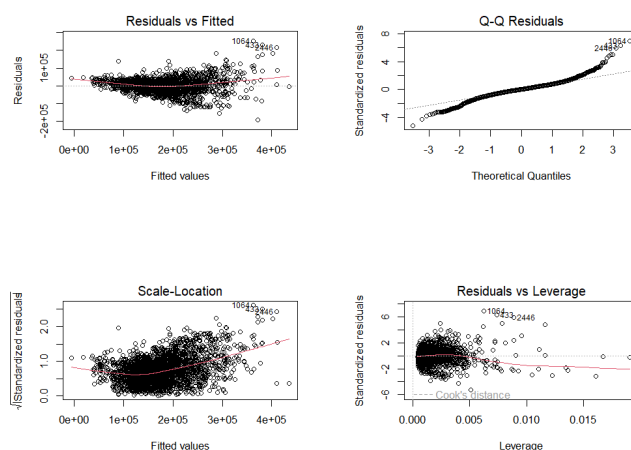 Residuals vs Fitted
Residuals
-2e+05
1e+05
1064
433
2446
0e+00 1e+05 2e+05 3e+05 4e+05
Fitted values
Q-Q Residuals
Standardized residuals
-4 0 4 8
1064
433
2446
-3 -2 -1 0 1 2 3
Theoretical Quantiles
Scale-Location
√|Standardized residuals|
0.0 1.0 2.0
1064
433
2446
0e+00 1e+05 2e+05 3e+05 4e+05
Fitted values
Residuals vs Leverage
Standardized residuals
-6 -2 2 6
1064
433
2446
Cook's distance
0.000 0.005 0.010 0.015
Leverage